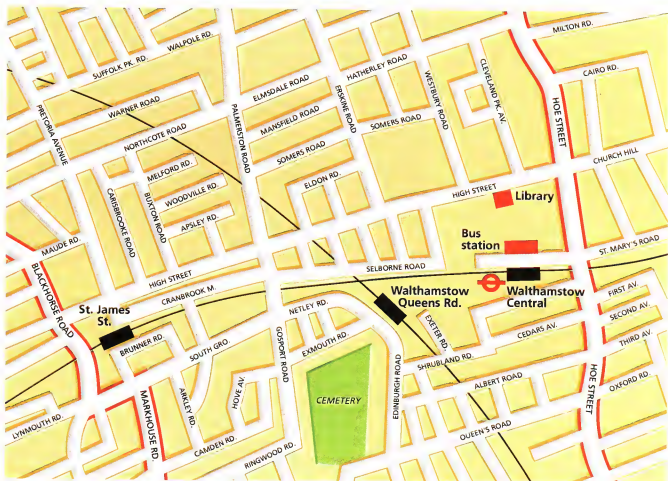 MILTON RD.
WALPOLE RD.
SUFFOLK PK. RD.
HATHERLEY ROAD
CAIRO RD.
ELMSDALE ROAD
WESTBURY ROAD
CLEVELAND PK. AV.
HOE STREET
PRETORIA AVENUE
WARNER ROAD
PALMERSTON ROAD
MANSFIELD ROAD
ERSKINE ROAD
SOMERS ROAD
NORTHCOTE ROAD
SOMERS ROAD
CHURCH HILL
MELFORD RD.
ELDON RD.
HIGH STREET
Library
WOODVILLE RD.
CARISBROOKE ROAD
BUXTON ROAD
APSLEY RD.
Bus
station
ST. MARY'S ROAD
MAUDE RD.
SELBORNE ROAD
HIGH STREET
BLACKHORSE ROAD
CRANBROOK M.
Walthamstow
Queens Rd.
Walthamstow
Central
FIRST AV.
St. James
St.
NETLEY RD.
EXETER RD.
SECOND AV.
BRUNNER RD.
SOUTH GRO.
GOSPORT ROAD
EXMOUTH RD.
CEDARS AV.
THIRD AV.
SHRUBLAND RD.
EDINBURGH ROAD
ALBERT ROAD
HOE STREET
OXFORD RD.
ARKLEY RD.
HOVE AV.
CEMETERY
MARKHOUSE RD.
LYNMOUTH RD.
QUEEN'S ROAD
CAMDEN RD.
RINGWOOD RD.